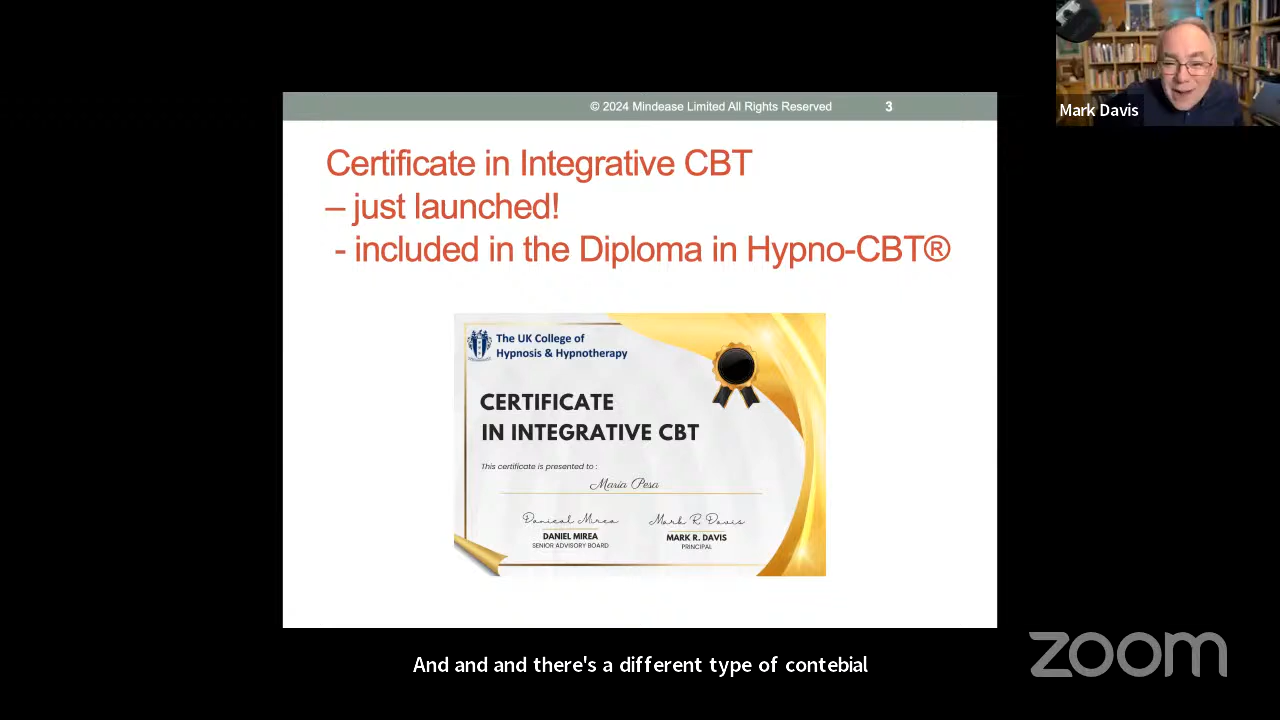 © 2024 Mindease Limited All Rights Reserved 3
Mark Davis
Certificate in Integrative CBT
– just launched!
- included in the Diploma in Hypno-CBT®
The UK College of
Hypnosis & Hypnotherapy
CERTIFICATE
IN INTEGRATIVE CBT
This certificate is presented to :
Maria Pesa
Danieal Mirea Mark R. Davis
DANIEL MIREA MARK R. DAVIS
SENIOR ADVISORY BOARD PRINCIPAL
And and and there's a different type of contebial
zoom